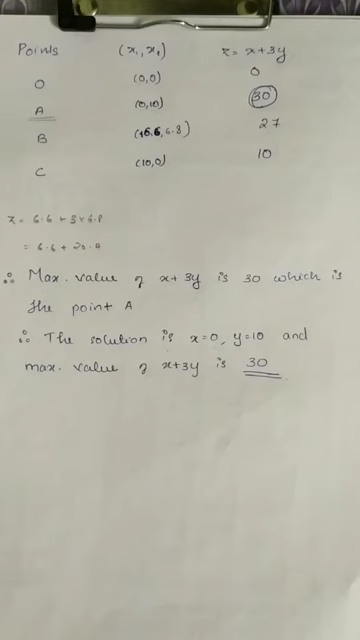 Points (x₁, x₂) z = x+3y
O (0,0) 0
A (0,10) 30
B (6.6, 6.8) 27
C (10,0) 10
z = 6.6 + 3×6.8
= 6.6 + 20.4
∴ Max. value of x+3y is 30 which is
the point A
∴ The solution is x=0, y=10 and
max. value of x+3y is 30